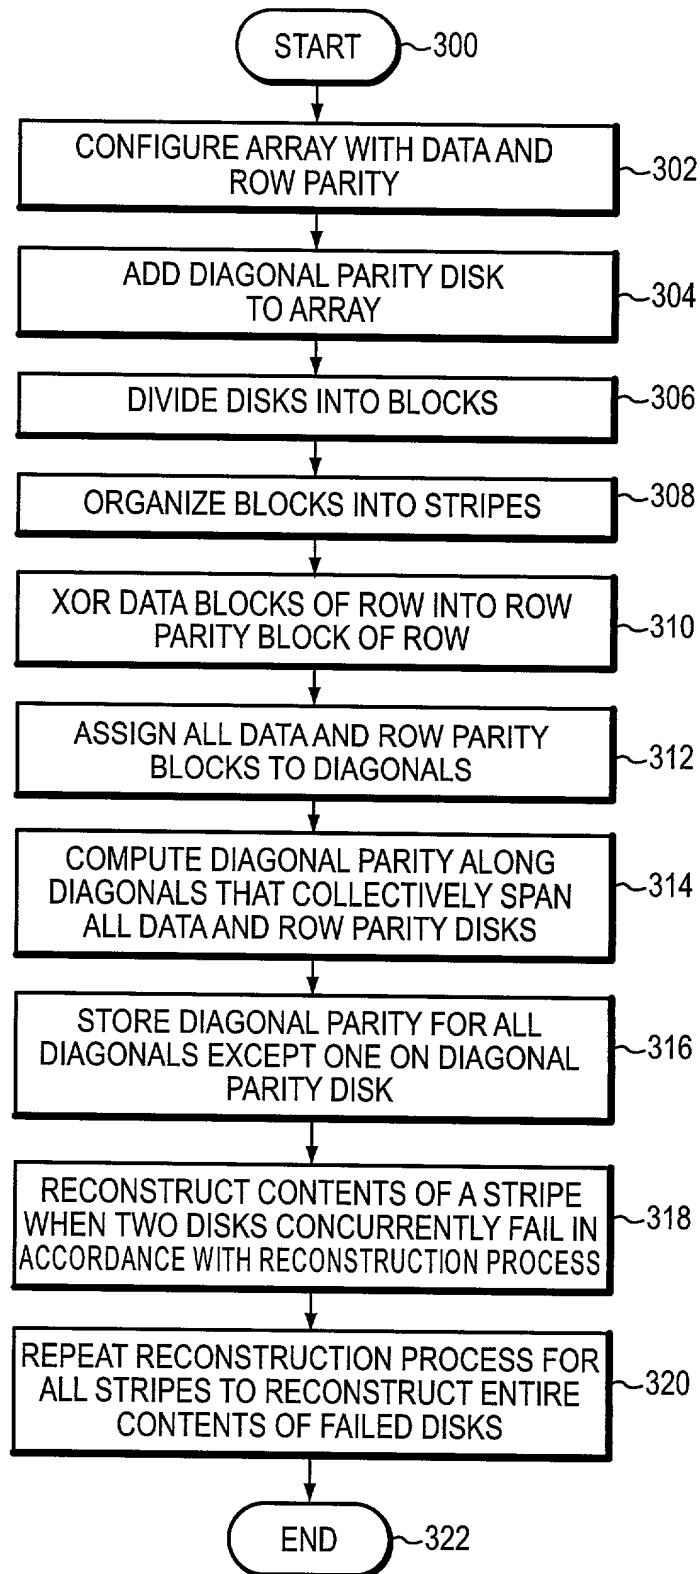 START
300
CONFIGURE ARRAY WITH DATA AND
ROW PARITY
302
ADD DIAGONAL PARITY DISK
TO ARRAY
304
DIVIDE DISKS INTO BLOCKS
306
ORGANIZE BLOCKS INTO STRIPES
308
XOR DATA BLOCKS OF ROW INTO ROW
PARITY BLOCK OF ROW
310
ASSIGN ALL DATA AND ROW PARITY
BLOCKS TO DIAGONALS
312
COMPUTE DIAGONAL PARITY ALONG
DIAGONALS THAT COLLECTIVELY SPAN
ALL DATA AND ROW PARITY DISKS
314
STORE DIAGONAL PARITY FOR ALL
DIAGONALS EXCEPT ONE ON DIAGONAL
PARITY DISK
316
RECONSTRUCT CONTENTS OF A STRIPE
WHEN TWO DISKS CONCURRENTLY FAIL IN
ACCORDANCE WITH RECONSTRUCTION PROCESS
318
REPEAT RECONSTRUCTION PROCESS FOR
ALL STRIPES TO RECONSTRUCT ENTIRE
CONTENTS OF FAILED DISKS
320
END
322